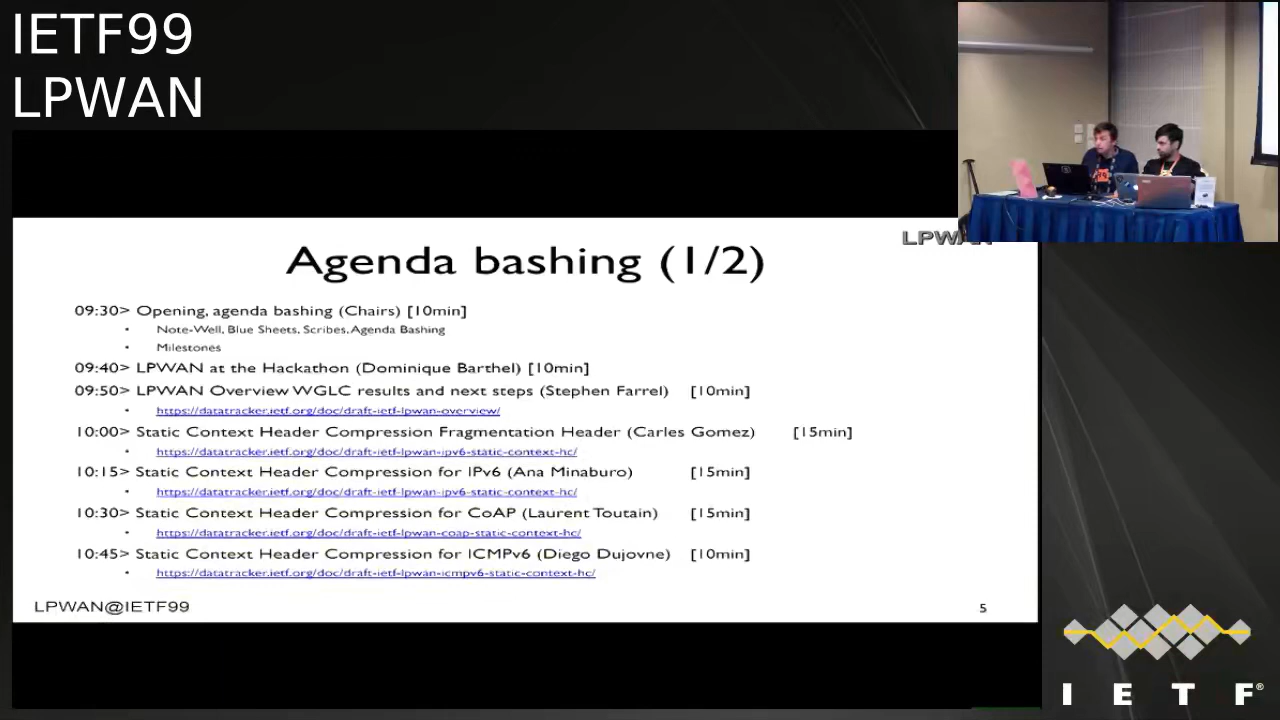 IETF99
LPWAN
Agenda bashing (1/2)
09:30> Opening, agenda bashing (Chairs) [10min]
• Note-Well, Blue Sheets, Scribes, Agenda Bashing
• Milestones
09:40> LPWAN at the Hackathon (Dominique Barthel) [10min]
09:50> LPWAN Overview WGLC results and next steps (Stephen Farrel) [10min]
• https://datatracker.ietf.org/doc/draft-ietf-lpwan-overview/
10:00> Static Context Header Compression Fragmentation Header (Carles Gomez) [15min]
• https://datatracker.ietf.org/doc/draft-ietf-lpwan-ipv6-static-context-hc/
10:15> Static Context Header Compression for IPv6 (Ana Minaburo) [15min]
• https://datatracker.ietf.org/doc/draft-ietf-lpwan-ipv6-static-context-hc/
10:30> Static Context Header Compression for CoAP (Laurent Toutain) [15min]
• https://datatracker.ietf.org/doc/draft-ietf-lpwan-coap-static-context-hc/
10:45> Static Context Header Compression for ICMPv6 (Diego Dujovne) [10min]
• https://datatracker.ietf.org/doc/draft-ietf-lpwan-icmpv6-static-context-hc/
LPWAN@IETF99
5
I E T F®